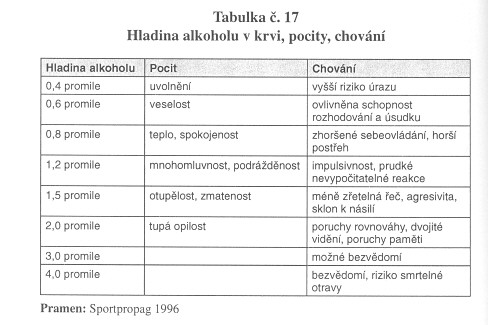 Tabulka č. 17
Hladina alkoholu v krvi, pocity, chování
Hladina alkoholu Pocit Chování
0,4 promile uvolnění vyšší riziko úrazu
0,6 promile veselost ovlivněna schopnost
rozhodování a úsudku
0,8 promile teplo, spokojenost zhoršené sebeovládání, horší
postřeh
1,2 promile mnohomluvnost, podrážděnost impulsivnost, prudké
nevypočitatelné reakce
1,5 promile otupělost, zmatenost méně zřetelná řeč, agresivita,
sklon k násilí
2,0 promile tupá opilost poruchy rovnováhy, dvojité
vidění, poruchy paměti
3,0 promile možné bezvědomí
4,0 promile bezvědomí, riziko smrtelné
otravy
Pramen: Sportpropag 1996